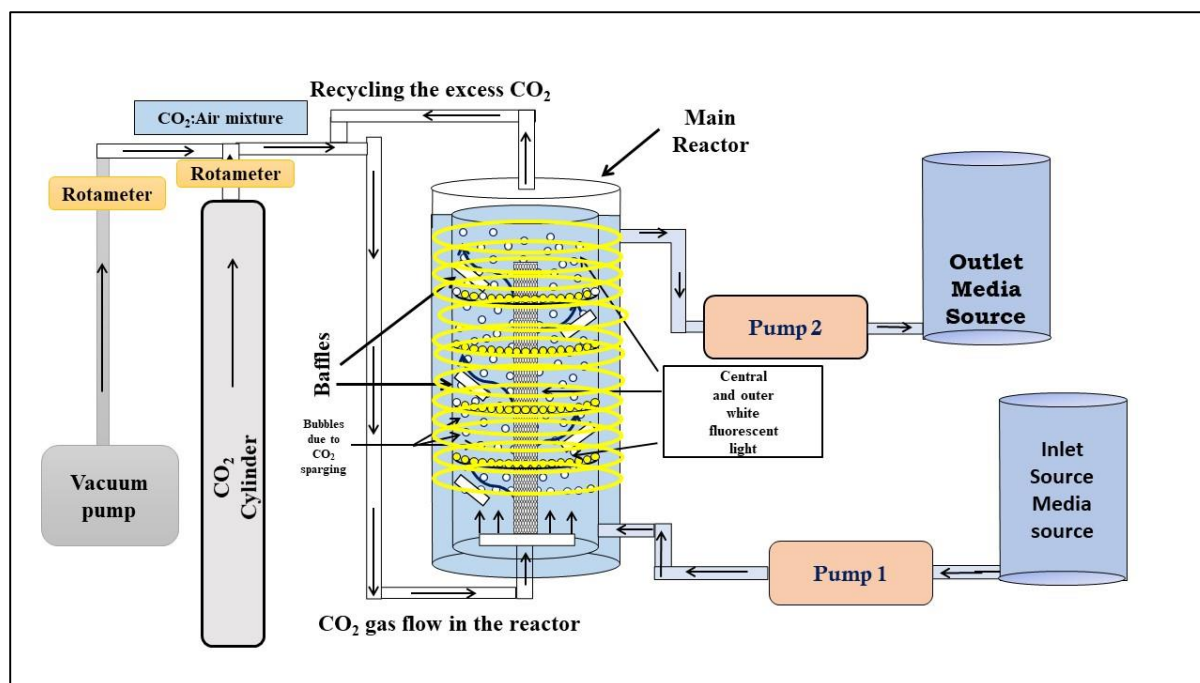 Recycling the excess CO₂
CO₂:Air mixture
Main
Reactor
Rotameter
Rotameter
Outlet
Media
Source
Pump 2
Baffles
Central
and outer
white
fluorescent
light
Bubbles
due to
CO₂
sparging
Inlet
Source
Media
source
Vacuum
pump
CO₂
Cylinder
Pump 1
CO₂ gas flow in the reactor